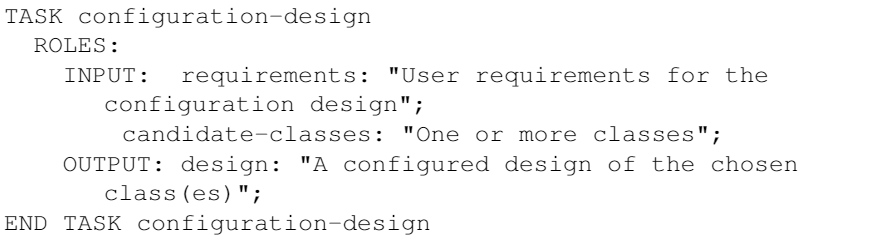 TASK configuration-design
ROLES:
INPUT: requirements: "User requirements for the
configuration design";
candidate-classes: "One or more classes";
OUTPUT: design: "A configured design of the chosen
class(es)";
END TASK configuration-design